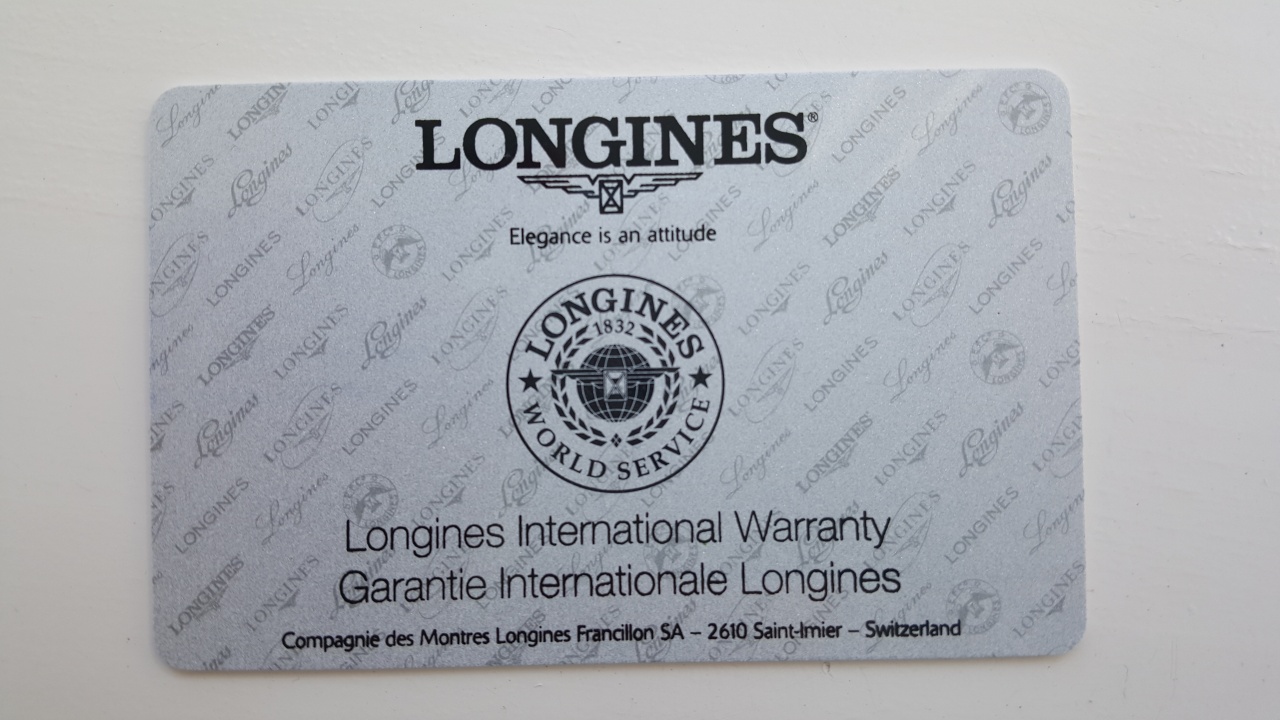 LONGINES®
Elegance is an attitude
LONGINES
1832
WORLD SERVICE
Longines International Warranty
Garantie Internationale Longines
Compagnie des Montres Longines Francillon SA – 2610 Saint-Imier – Switzerland